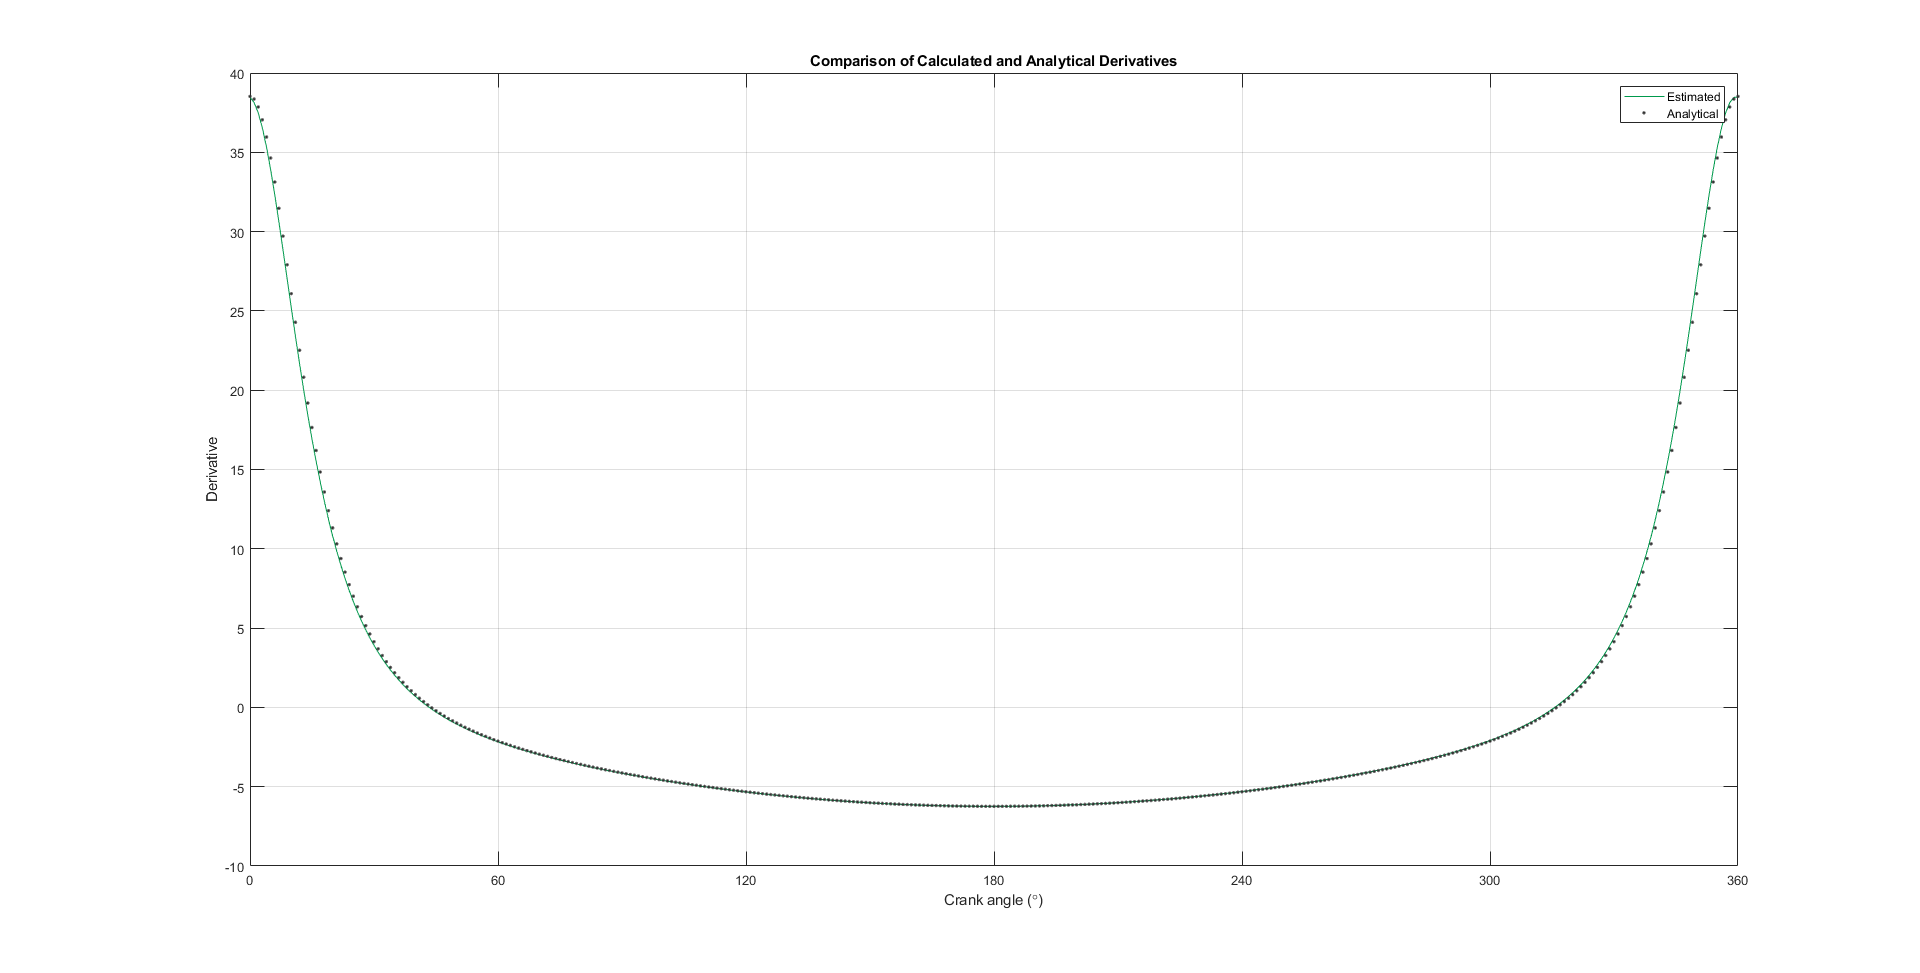 Comparison of Calculated and Analytical Derivatives
40
35
30
25
20
15
10
5
0
-5
-10
Derivative
Estimated
Analytical
0 60 120 180 240 300 360
Crank angle (°)